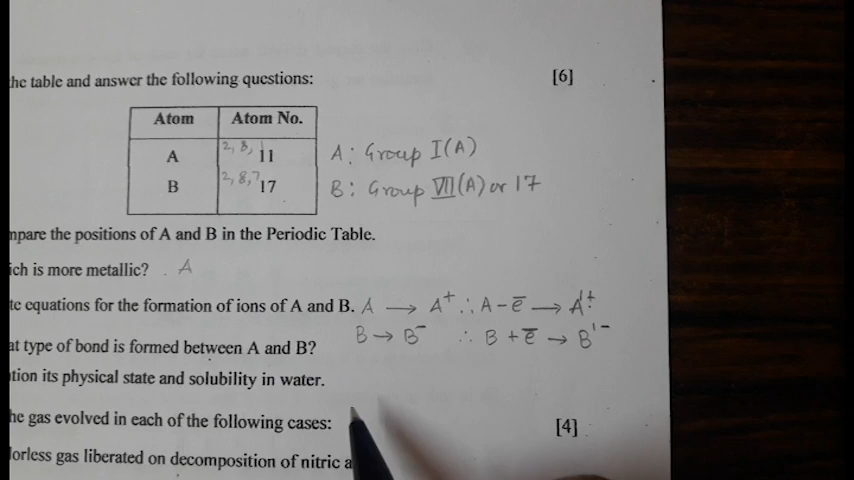 he table and answer the following questions: [6]
Atom Atom No.
A 2, 8, 1 11 A: Group I(A)
B 2, 8, 7 17 B: Group VII(A) or 17
mpare the positions of A and B in the Periodic Table.
ich is more metallic? A
te equations for the formation of ions of A and B. A → A⁺ ∴ A - e̅ → A¹⁺
B → B⁻ ∴ B + e̅ → B¹⁻
at type of bond is formed between A and B?
tion its physical state and solubility in water.
he gas evolved in each of the following cases: [4]
lorless gas liberated on decomposition of nitric a